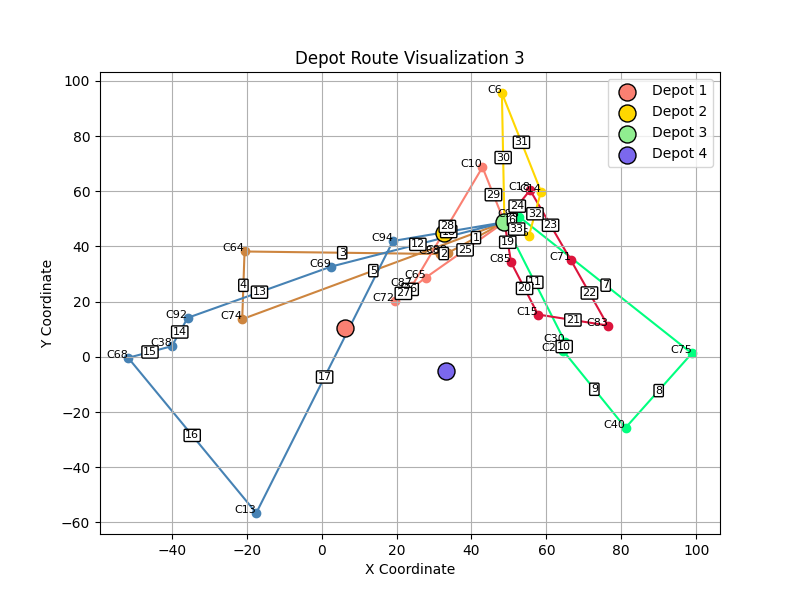 Depot Route Visualization 3
Depot 1
Depot 2
Depot 3
Depot 4
100
80
60
40
20
0
−20
−40
−60
Y Coordinate
−40
−20
0
20
40
60
80
100
X Coordinate
C6
31
30
C10
29
24
32
23
28
C94
12
1
19
33
25
2
C64
3
C69
5
C85
C71
C65
4
13
20
11
22
7
27
C72
C92
C74
C15
21
C83
14
C38
C30
10
15
C68
C75
17
9
8
C40
16
C13